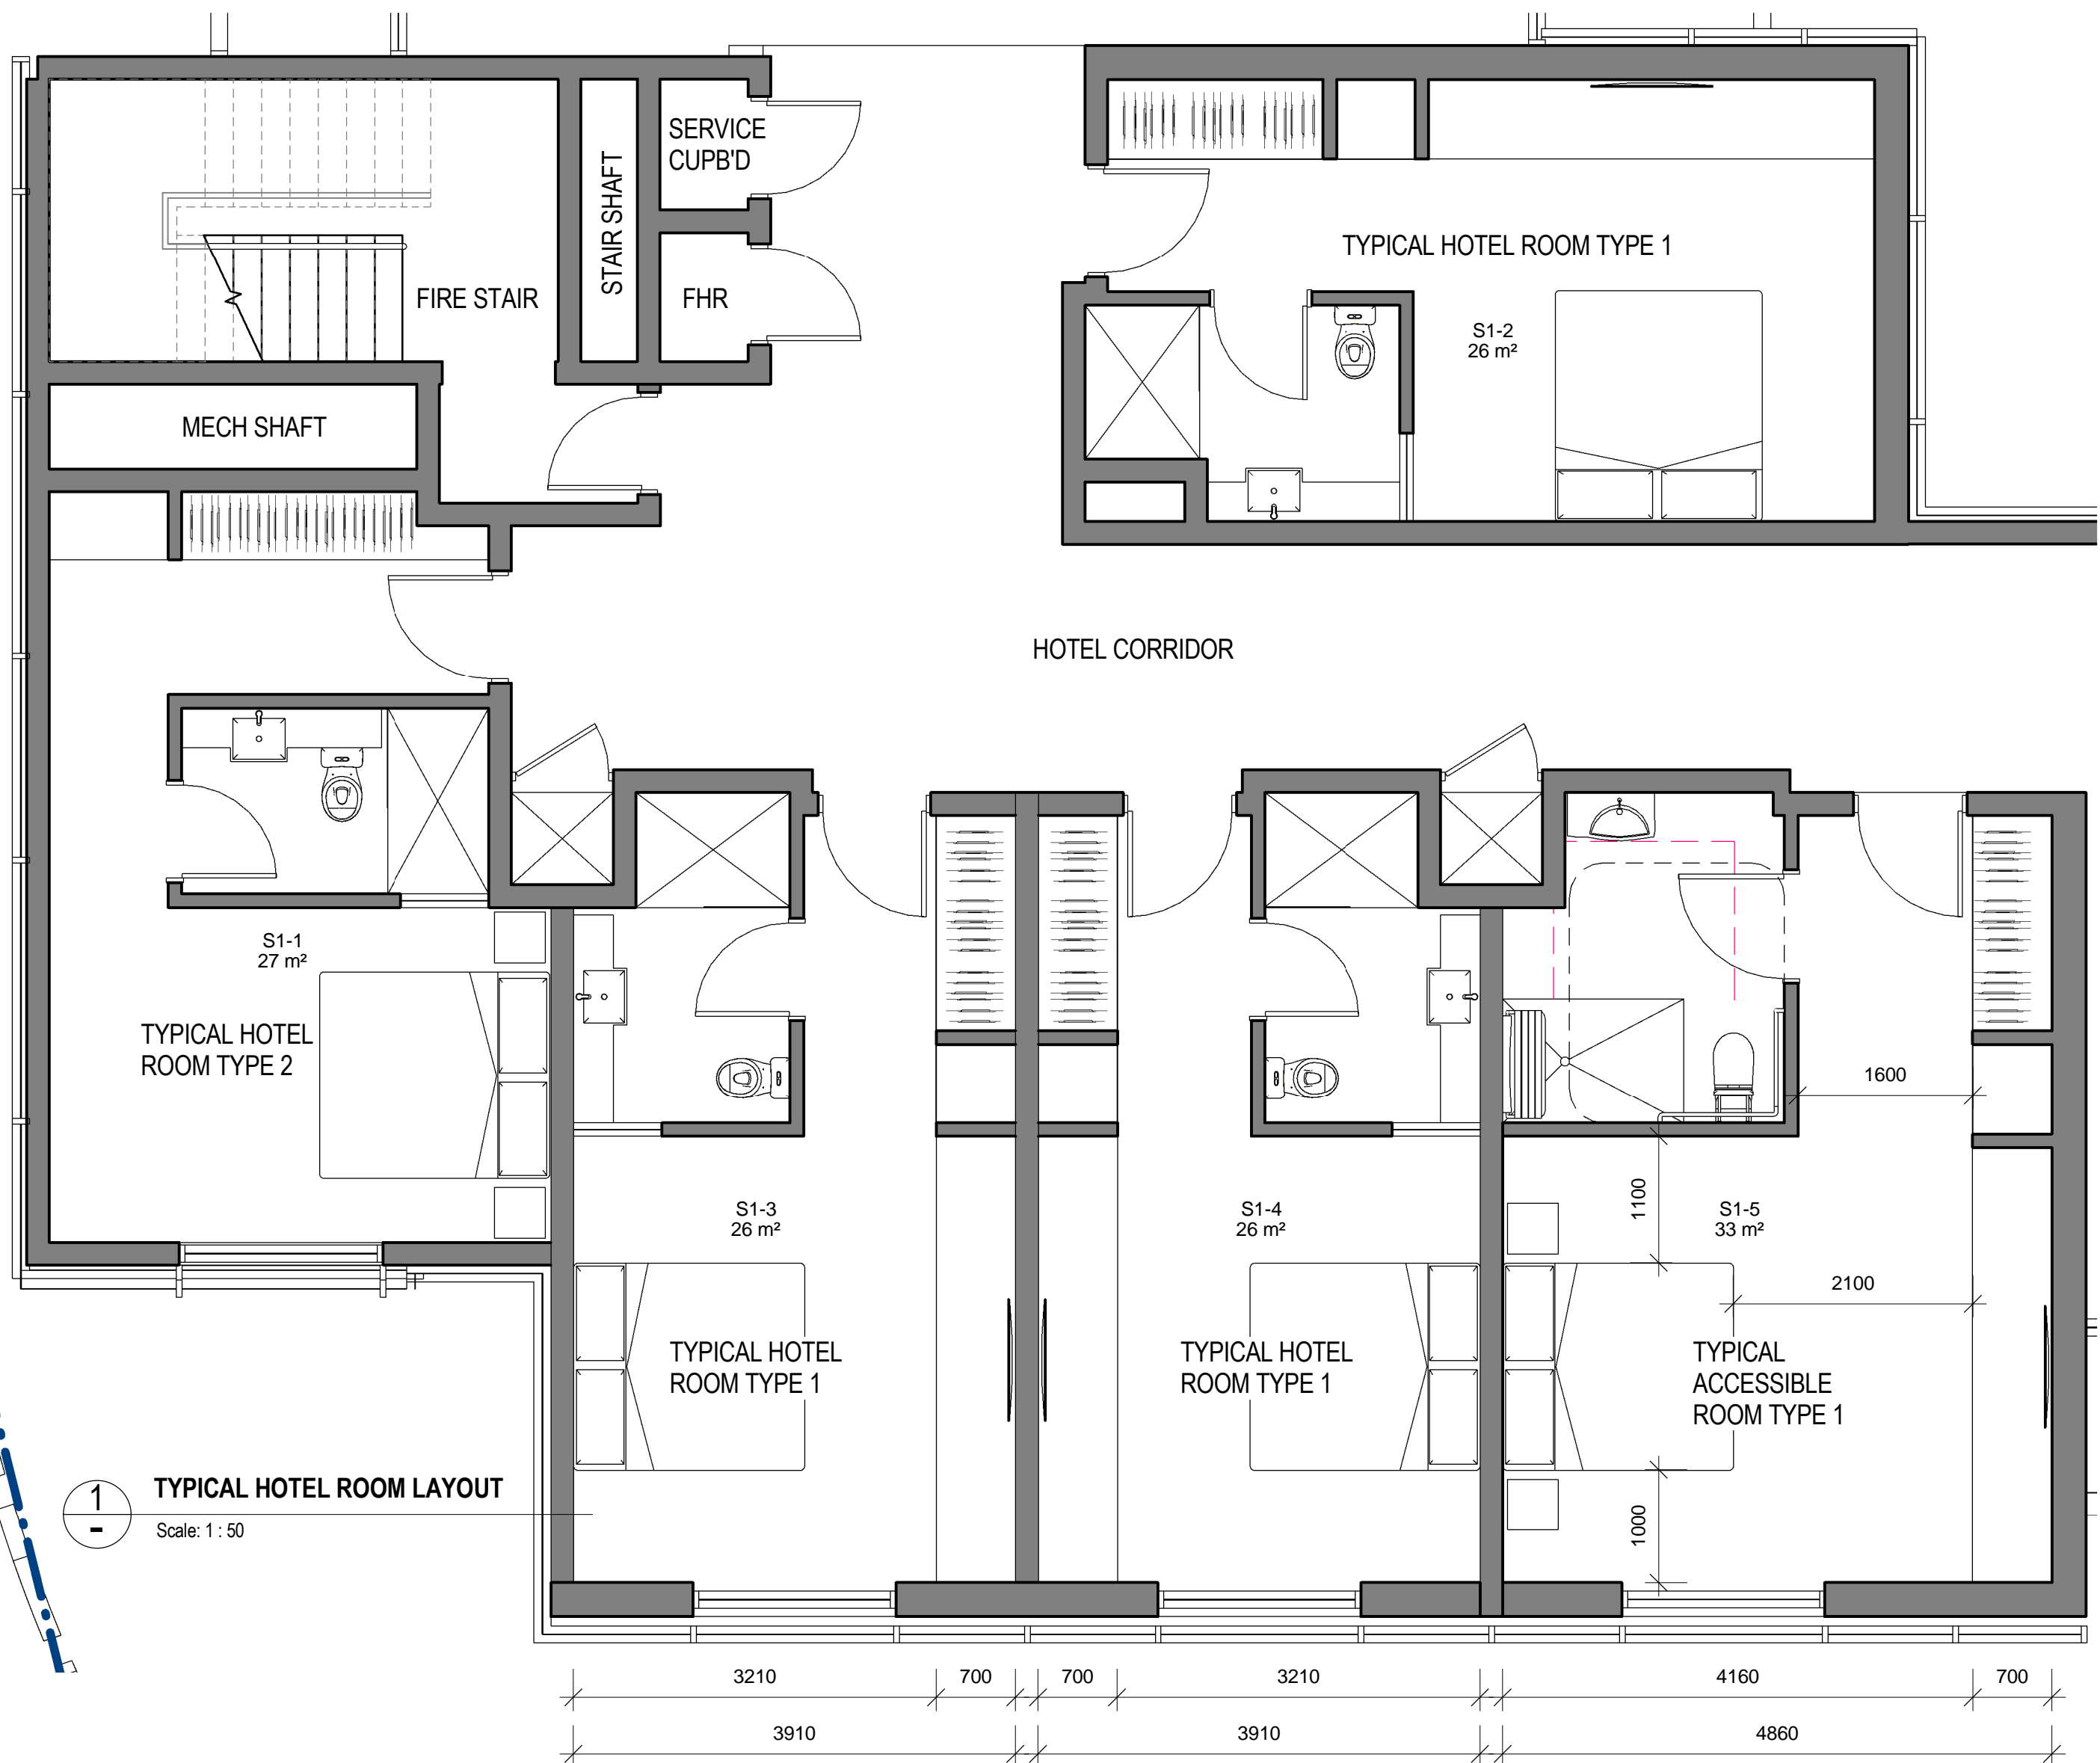 SERVICE
CUPB'D
STAIR SHAFT
FIRE STAIR
FHR
MECH SHAFT
TYPICAL HOTEL ROOM TYPE 1
S1-2
26 m²
HOTEL CORRIDOR
S1-1
27 m²
TYPICAL HOTEL
ROOM TYPE 2
S1-3
26 m²
TYPICAL HOTEL
ROOM TYPE 1
S1-4
26 m²
TYPICAL HOTEL
ROOM TYPE 1
1600
1100
S1-5
33 m²
2100
TYPICAL
ACCESSIBLE
ROOM TYPE 1
1000
1
-
TYPICAL HOTEL ROOM LAYOUT
Scale: 1 : 50
3210 700 700 3210 4160 700
3910 3910 4860